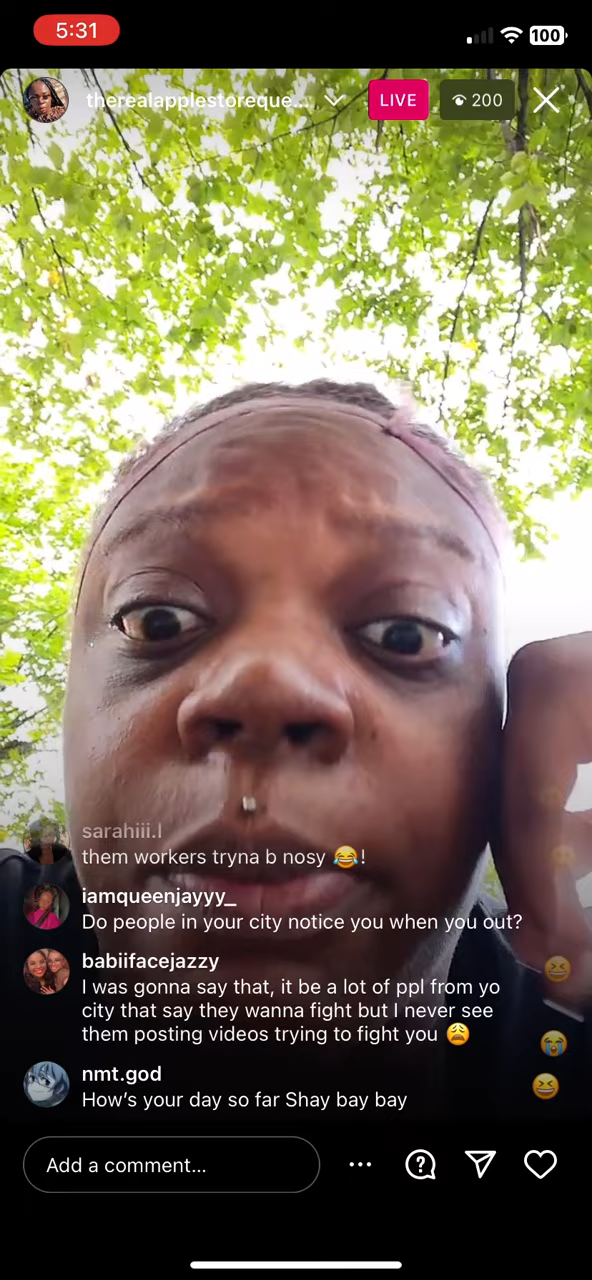 5:31
100
therealapplestoreque...
LIVE
200
sarahiii.l
them workers tryna b nosy 😂!
iamqueenjayyy_
Do people in your city notice you when you out?
babiifacejazzy
I was gonna say that, it be a lot of ppl from yo
city that say they wanna fight but I never see
them posting videos trying to fight you 😩
nmt.god
How’s your day so far Shay bay bay
Add a comment...